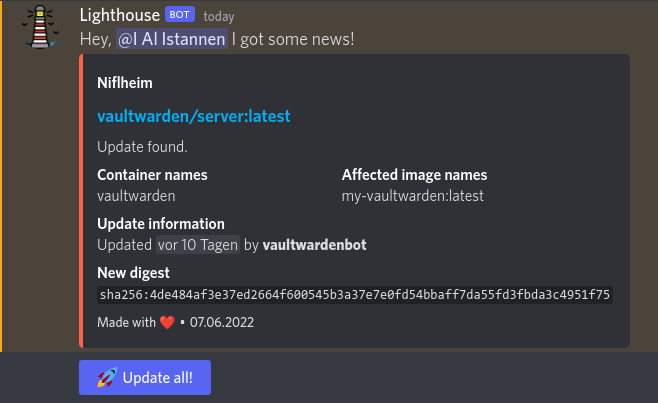 Lighthouse BOT today
Hey, @I Al Istannen I got some news!
Niflheim
vaultwarden/server:latest
Update found.
Container names Affected image names
vaultwarden my-vaultwarden:latest
Update information
Updated vor 10 Tagen by vaultwardenbot
New digest
sha256:4de484af3e37ed2664f600545b3a37e7e0fd54bbaff7da55fd3fbda3c4951f75
Made with ❤️ • 07.06.2022
🚀 Update all!